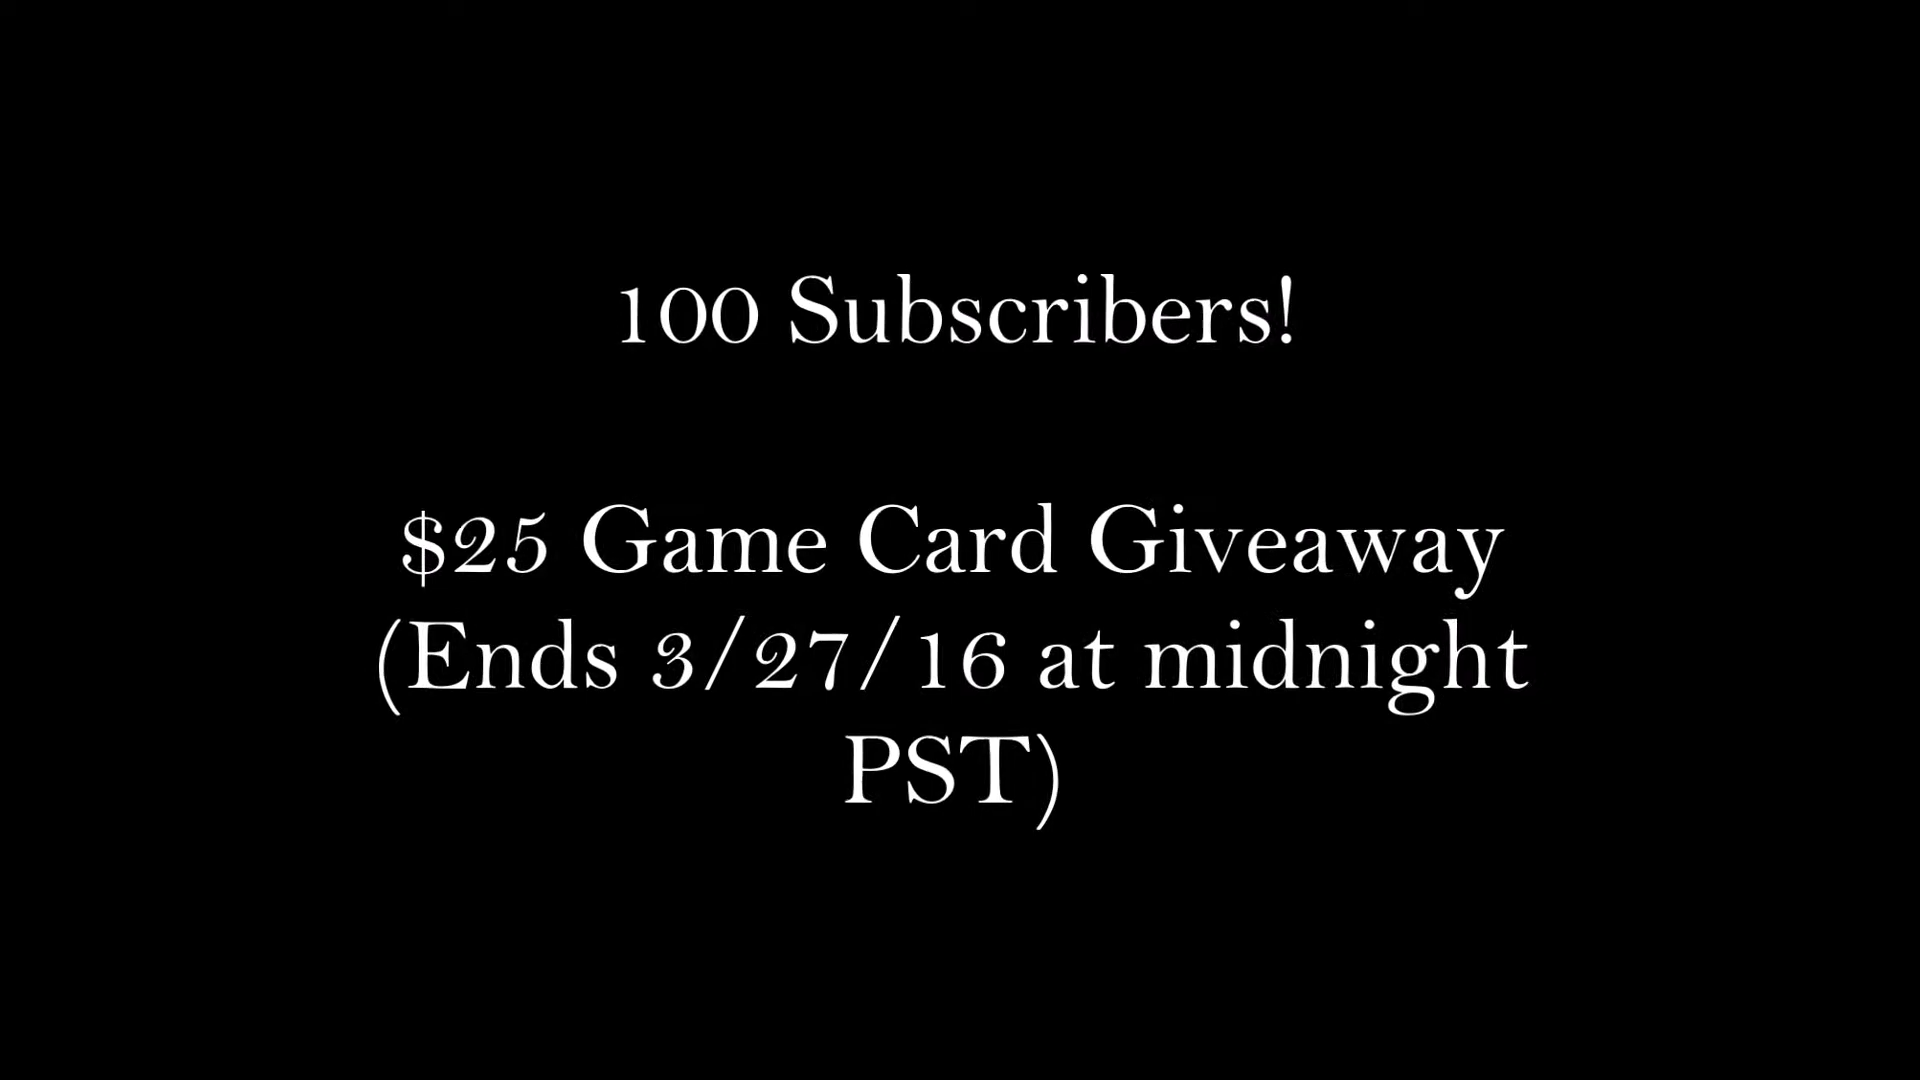 100 Subscribers!
$25 Game Card Giveaway
(Ends 3/27/16 at midnight
PST)